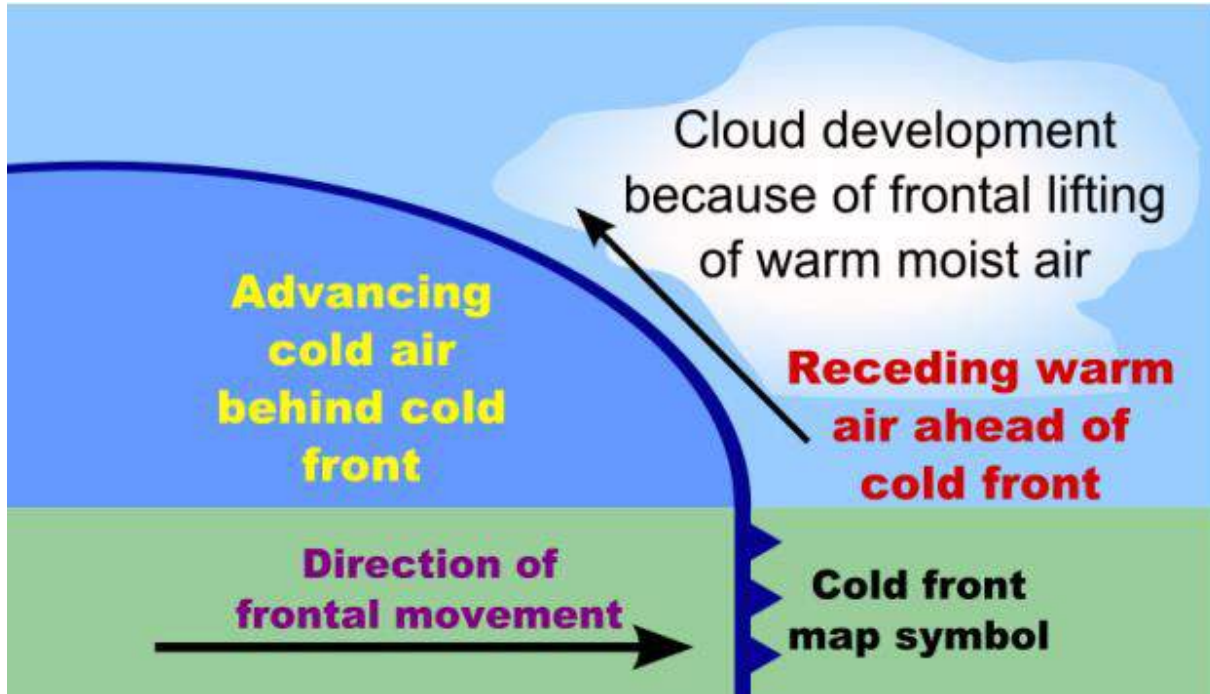 Cloud development
because of frontal lifting
of warm moist air
Advancing
cold air
behind cold
front
Receding warm
air ahead of
cold front
Direction of
frontal movement
Cold front
map symbol